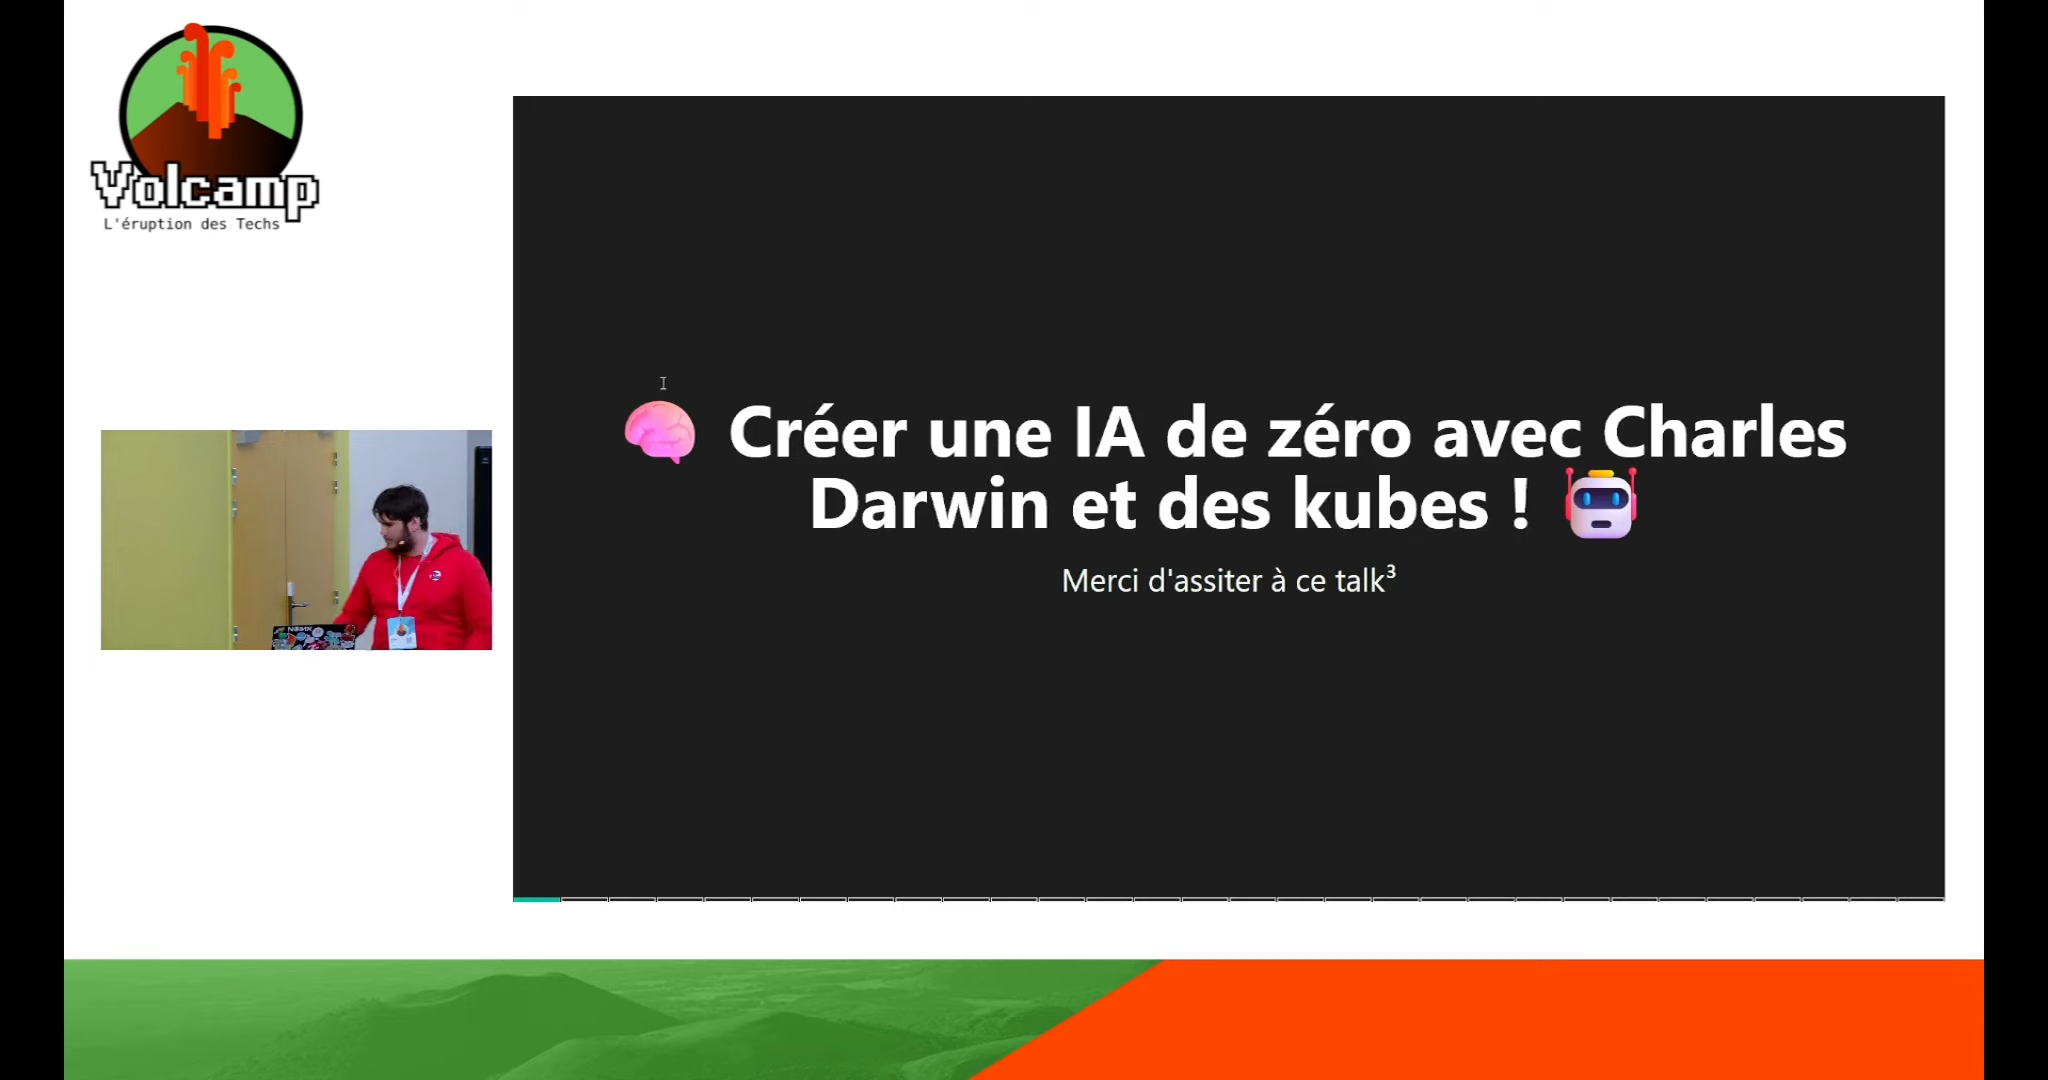 Volcamp
L'éruption des Techs
Créer une IA de zéro avec Charles
Darwin et des kubes !
Merci d'assiter à ce talk³